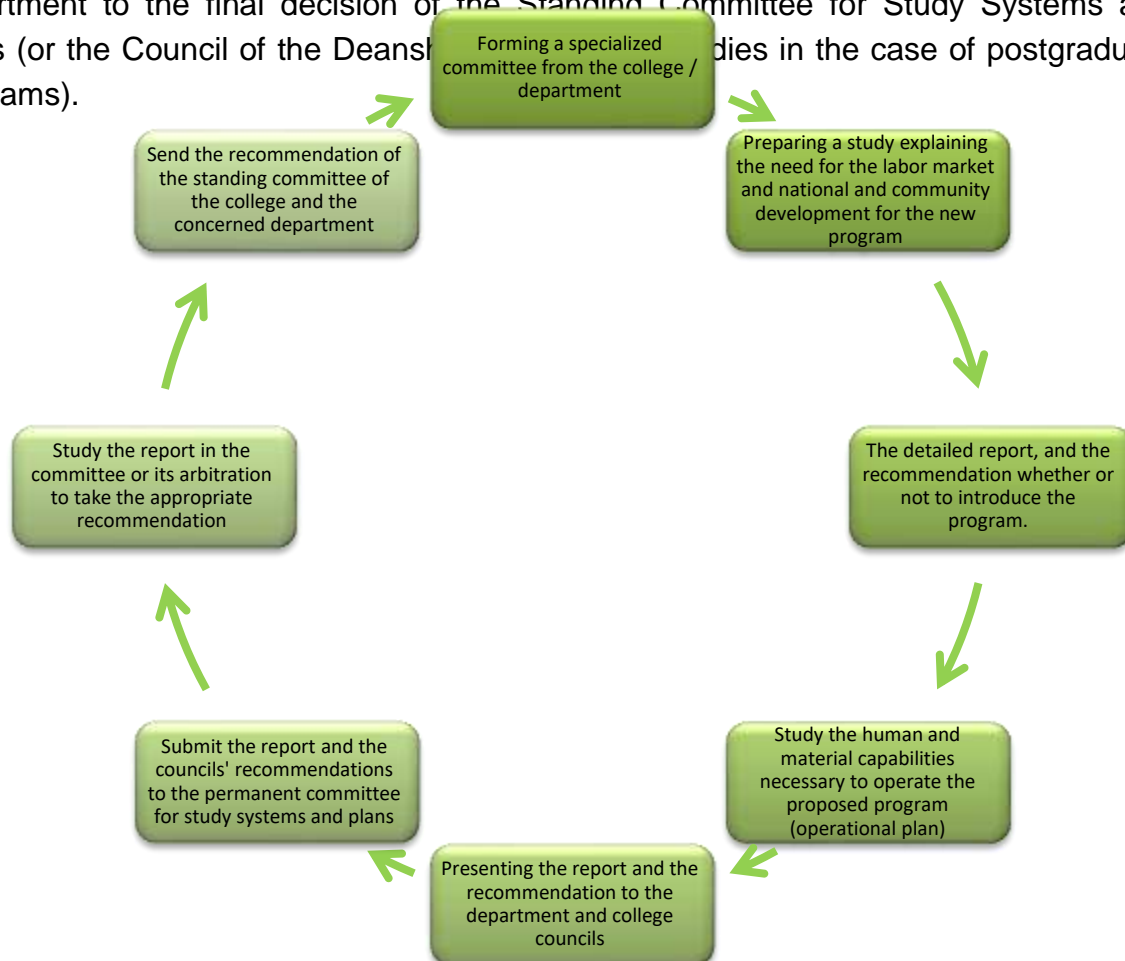 to the final decision of the Standing Committee for Study Systems
(or the Council of the dies in the case of
Forming a specialized
committee from the college /
department
Preparing a study explaining
the need for the labor market
and national and community
development for the new
program
The detailed report, and the
recommendation whether or
not to introduce the
program.
Study the human and
material capabilities
necessary to operate the
proposed program
(operational plan)
Presenting the report and the
recommendation to the
department and college
councils
Submit the report and the
councils' recommendations
to the permanent committee
for study systems and plans
Study the report in the
committee or its arbitration
to take the appropriate
recommendation
Send the recommendation of
the standing committee of
the college and the
concerned department